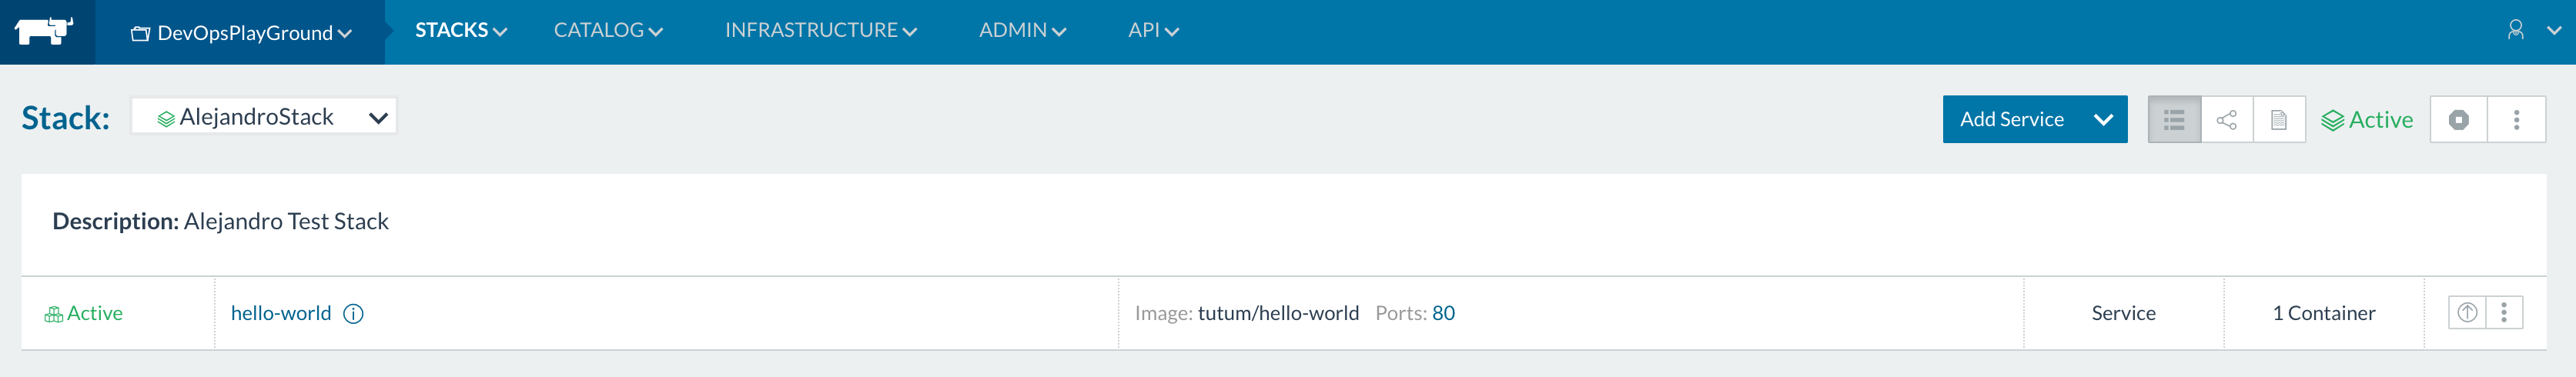 DevOpsPlayGround STACKS CATALOG INFRASTRUCTURE ADMIN API
Stack: AlejandroStack Add Service Active
Description: Alejandro Test Stack
Active hello-world Image: tutum/hello-world Ports: 80 Service 1 Container